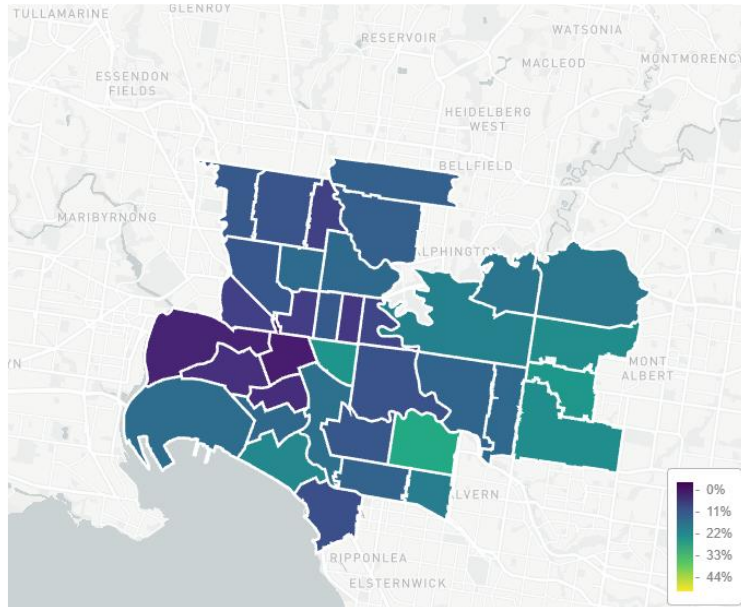 TULLAMARINE
GLENROY
RESERVOIR
WATSONIA
MACLEOD
MONTMORENCY
ESSENDON
FIELDS
HEIDELBERG
WEST
BELLFIELD
MARIBYRNONG
ALPHINGTON
MONT
ALBERT
ALVERN
RIPPONLEA
ELSTERNWICK
- 0%
- 11%
- 22%
- 33%
- 44%